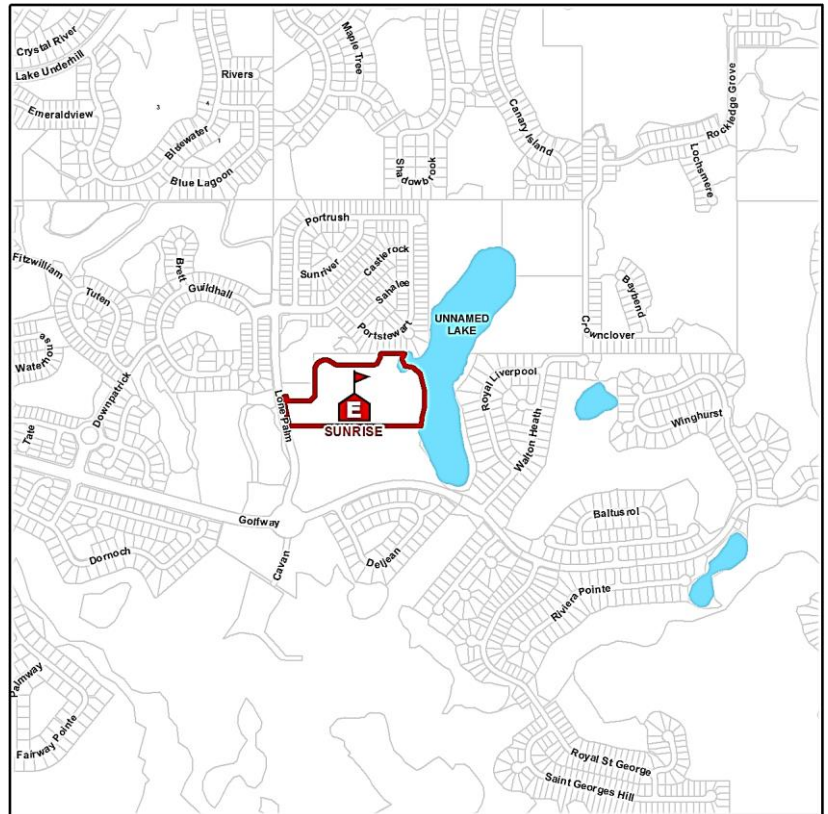 Crystal River
Lake Underhill
Rivers
Emeraldview
3
4
Bluewater
1
Blue Lagoon
Maple Tree
Shadowbrook
Canary Island
Rockledge Grove
Lochsmere
Portrush
Fitzwilliam
Tuten
Brett
Guildhall
Sunriver
Castlerock
Sahalee
Portstewart
UNNAMED
LAKE
Baybend
Crownclover
Waterhouse
Downpatrick
Tate
Lone Palm
E
SUNRISE
Royal Liverpool
Walton Heath
Winghurst
Golfway
Baltusrol
Dornoch
Cavan
Deljean
Riviera Pointe
Palmway
Fairway Pointe
Royal St George
Saint Georges Hill